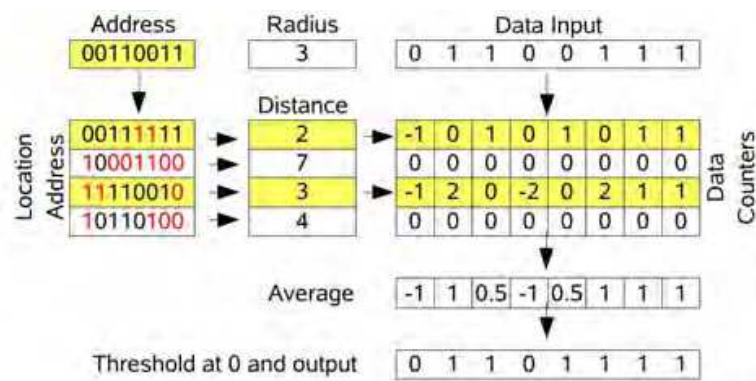 Address Radius Data Input
00110011 3 0 1 1 0 0 1 1 1
Distance
Location Address
00111111 2 -1 0 1 0 1 0 1 1
10001100 7 0 0 0 0 0 0 0 0
11110010 3 -1 2 0 -2 0 2 1 1
10110100 4 0 0 0 0 0 0 0 0
Data Counters
Average -1 1 0.5 -1 0.5 1 1 1
Threshold at 0 and output 0 1 1 0 1 1 1 1